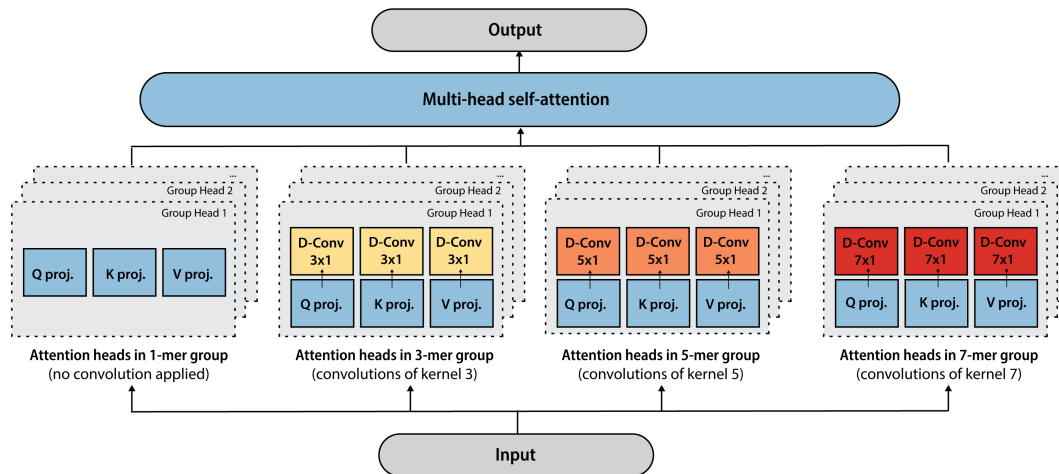 Output
Multi-head self-attention
...
Group Head 2
Group Head 1
Q proj.
K proj.
V proj.
Attention heads in 1-mer group
(no convolution applied)
...
Group Head 2
Group Head 1
D-Conv
3x1
D-Conv
3x1
D-Conv
3x1
Q proj.
K proj.
V proj.
Attention heads in 3-mer group
(convolutions of kernel 3)
...
Group Head 2
Group Head 1
D-Conv
5x1
D-Conv
5x1
D-Conv
5x1
Q proj.
K proj.
V proj.
Attention heads in 5-mer group
(convolutions of kernel 5)
...
Group Head 2
Group Head 1
D-Conv
7x1
D-Conv
7x1
D-Conv
7x1
Q proj.
K proj.
V proj.
Attention heads in 7-mer group
(convolutions of kernel 7)
Input